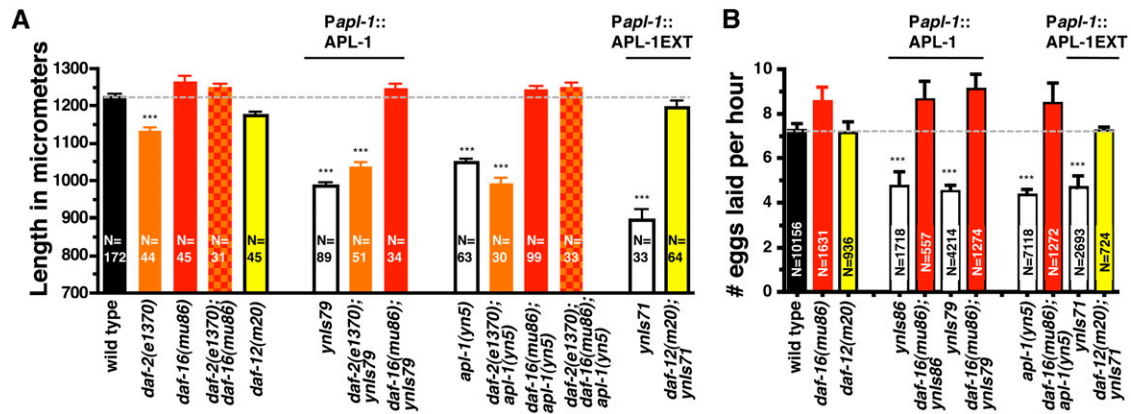 A
Papl-1::
APL-1
Papl-1::
APL-1EXT
Length in micrometers
1300
1200
1100
1000
900
800
700
***
***
***
***
***
***
N=
172
N=
44
N=
45
N=
31
N=
45
N=
89
N=
51
N=
34
N=
63
N=
30
N=
99
N=
33
N=
33
N=
64
wild type
daf-2(e1370)
daf-16(mu86)
daf-2(e1370);
daf-16(mu86)
daf-12(m20)
ynIs79
daf-2(e1370);
ynIs79
daf-16(mu86);
ynIs79
apl-1(yn5)
daf-2(e1370);
apl-1(yn5)
daf-16(mu86);
apl-1(yn5)
daf-2(e1370);
daf-16(mu86);
apl-1(yn5)
ynIs71
daf-12(m20);
ynIs71
B
Papl-1::
APL-1
Papl-1::
APL-1EXT
# eggs laid per hour
10
8
6
4
2
0
***
***
***
***
N=10156
N=1631
N=936
N=1718
N=557
N=4214
N=1274
N=7118
N=1272
N=2693
N=724
wild type
daf-16(mu86)
daf-12(m20)
ynIs86
daf-16(mu86);
ynIs86
ynIs79
daf-16(mu86);
ynIs79
apl-1(yn5)
daf-16(mu86);
apl-1(yn5)
ynIs71
daf-12(m20);
ynIs71